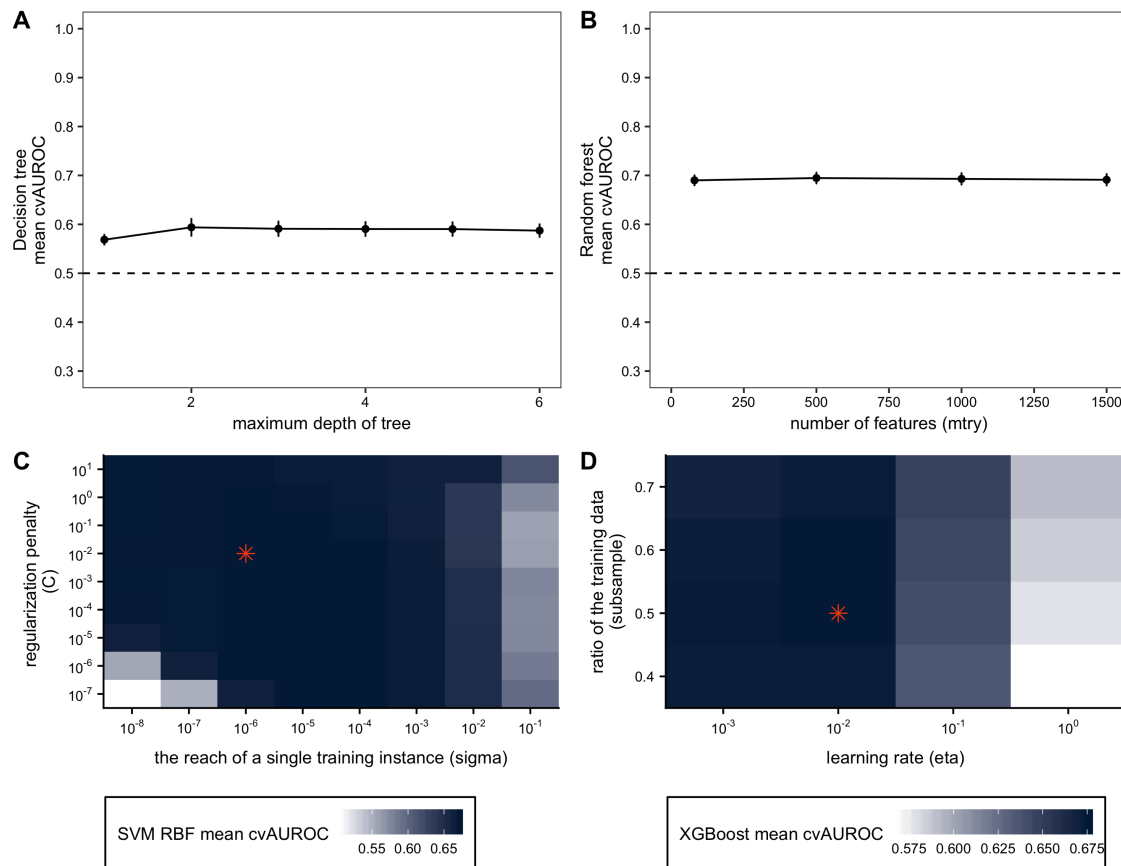 A
Decision tree
mean cvAUROC
1.0
0.9
0.8
0.7
0.6
0.5
0.4
0.3
2 4 6
maximum depth of tree
B
Random forest
mean cvAUROC
1.0
0.9
0.8
0.7
0.6
0.5
0.4
0.3
0 250 500 750 1000 1250 1500
number of features (mtry)
C
regularization penalty
(C)
10¹
10⁰
10⁻¹
10⁻²
10⁻³
10⁻⁴
10⁻⁵
10⁻⁶
10⁻⁷
10⁻⁸ 10⁻⁷ 10⁻⁶ 10⁻⁵ 10⁻⁴ 10⁻³ 10⁻² 10⁻¹
the reach of a single training instance (sigma)
SVM RBF mean cvAUROC
0.55 0.60 0.65
D
ratio of the training data
(subsample)
0.7
0.6
0.5
0.4
10⁻³ 10⁻² 10⁻¹ 10⁰
learning rate (eta)
XGBoost mean cvAUROC
0.575 0.600 0.625 0.650 0.675